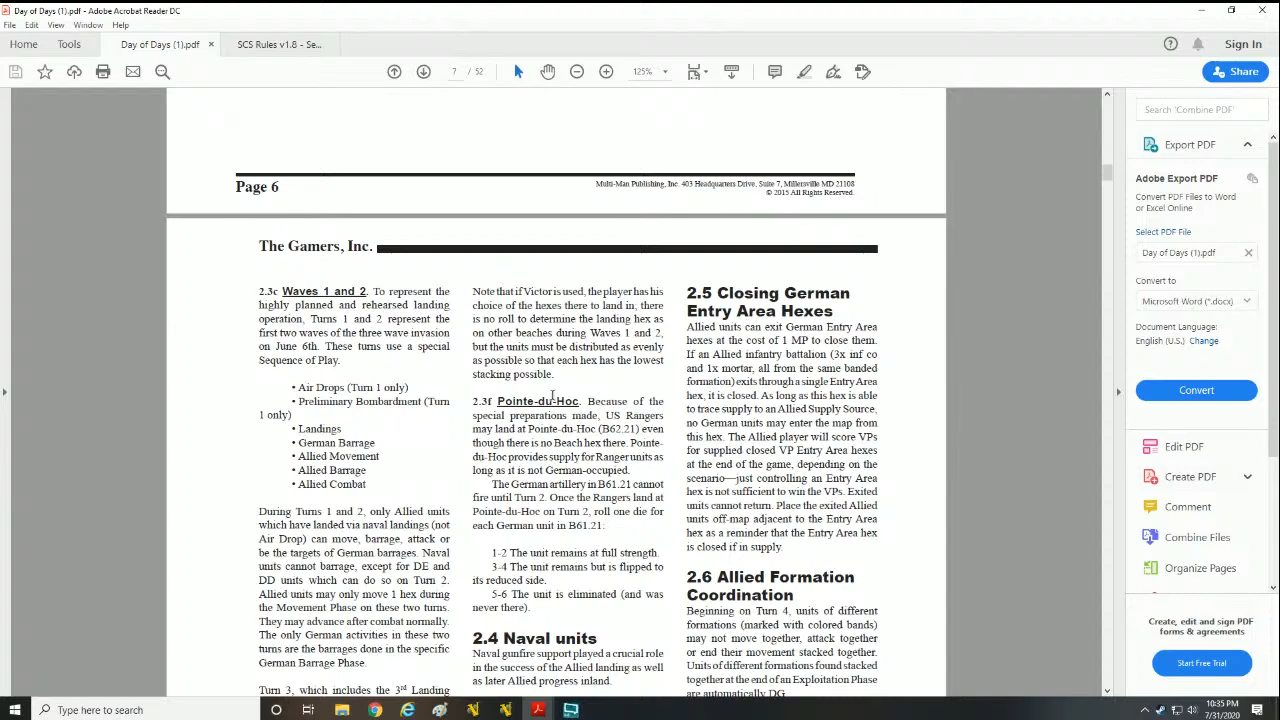 Day of Days (1).pdf - Adobe Acrobat Reader DC
File Edit View Window Help
Home Tools Day of Days (1).pdf × SCS Rules v1.8 - Se... Sign In
7 / 52 125% Share
Page 6
Multi-Man Publishing, Inc. 403 Headquarters Drive, Suite 7, Millersville MD 21108
© 2015 All Rights Reserved.
The Gamers, Inc.
2.3c Waves 1 and 2. To represent the
highly planned and rehearsed landing
operation, Turns 1 and 2 represent the
first two waves of the three wave invasion
on June 6th. These turns use a special
Sequence of Play.
• Air Drops (Turn 1 only)
• Preliminary Bombardment (Turn
1 only)
• Landings
• German Barrage
• Allied Movement
• Allied Barrage
• Allied Combat
During Turns 1 and 2, only Allied units
which have landed via naval landings (not
Air Drop) can move, barrage, attack or
be the targets of German barrages. Naval
units cannot barrage, except for DE and
DD units which can do so on Turn 2.
Allied units may only move 1 hex during
the Movement Phase on these two turns.
They may advance after combat normally.
The only German activities in these two
turns are the barrages done in the specific
German Barrage Phase.
Turn 3, which includes the 3rd Landing
Note that if Victor is used, the player has his
choice of the hexes there to land in, there
is no roll to determine the landing hex as
on other beaches during Waves 1 and 2,
but the units must be distributed as evenly
as possible so that each hex has the lowest
stacking possible.
2.3f Pointe-du-Hoc. Because of the
special preparations made, US Rangers
may land at Pointe-du-Hoc (B62.21) even
though there is no Beach hex there. Pointe-
du-Hoc provides supply for Ranger units as
long as it is not German-occupied.
The German artillery in B61.21 cannot
fire until Turn 2. Once the Rangers land at
Pointe-du-Hoc on Turn 2, roll one die for
each German unit in B61.21:
1-2 The unit remains at full strength.
3-4 The unit remains but is flipped to
its reduced side.
5-6 The unit is eliminated (and was
never there).
2.4 Naval units
Naval gunfire support played a crucial role
in the success of the Allied landing as well
as later Allied progress inland.
2.5 Closing German
Entry Area Hexes
Allied units can exit German Entry Area
hexes at the cost of 1 MP to close them.
If an Allied infantry battalion (3x inf co
and 1x mortar, all from the same banded
formation) exits through a single Entry Area
hex, it is closed. As long as this hex is able
to trace supply to an Allied Supply Source,
no German units may enter the map from
this hex. The Allied player will score VPs
for supplied closed VP Entry Area hexes
at the end of the game, depending on the
scenario—just controlling an Entry Area
hex is not sufficient to win the VPs. Exited
units cannot return. Place the exited Allied
units off-map adjacent to the Entry Area
hex as a reminder that the Entry Area hex
is closed if in supply.
2.6 Allied Formation
Coordination
Beginning on Turn 4, units of different
formations (marked with colored bands)
may not move together, attack together
or end their movement stacked together.
Units of different formations found stacked
together at the end of an Exploitation Phase
are automatically DG.
Search 'Combine PDF'
Export PDF
Adobe Export PDF
Convert PDF Files to Word
or Excel Online
Select PDF File
Day of Days (1).pdf
Convert to
Microsoft Word (*.docx)
Document Language:
English (U.S.) Change
Convert
Edit PDF
Create PDF
Comment
Combine Files
Organize Pages
Create, edit and sign PDF
forms & agreements
Start Free Trial
Type here to search
10:35 PM
7/31/2020